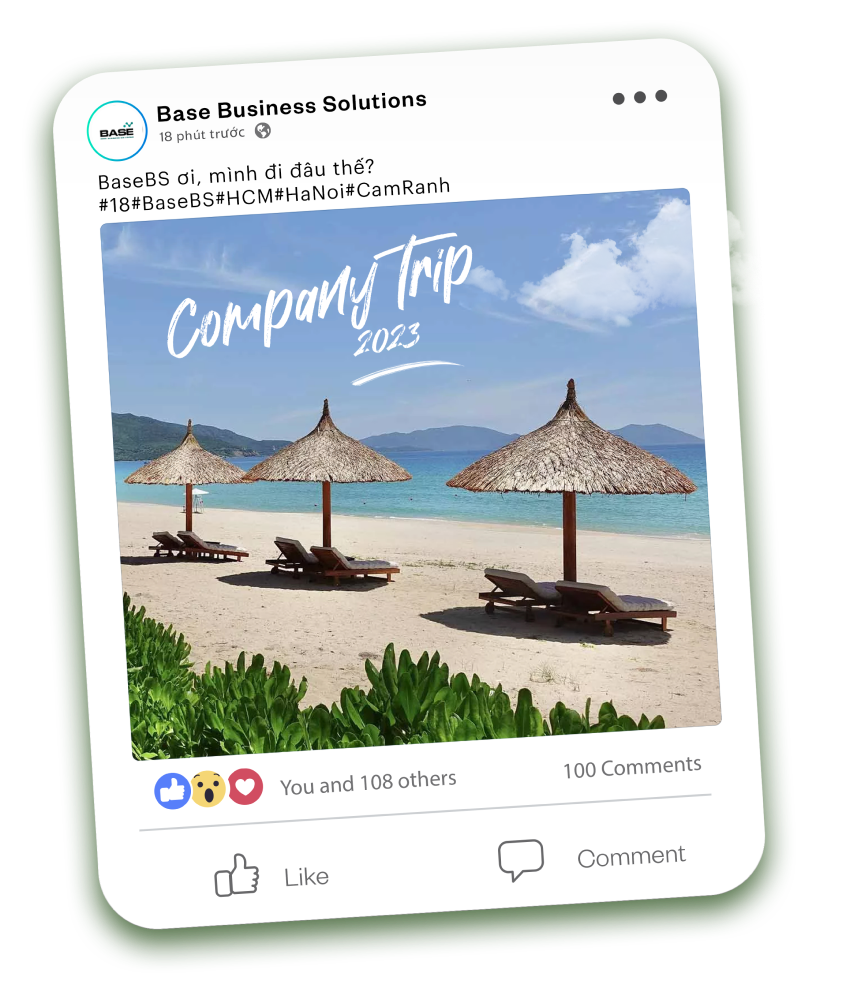 BASE
Base Business Solutions
18 phút trước
BaseBS ơi, mình đi đâu thế?
#18#BaseBS#HCM#HaNoi#CamRanh
Company Trip
2023
You and 108 others
100 Comments
Like
Comment